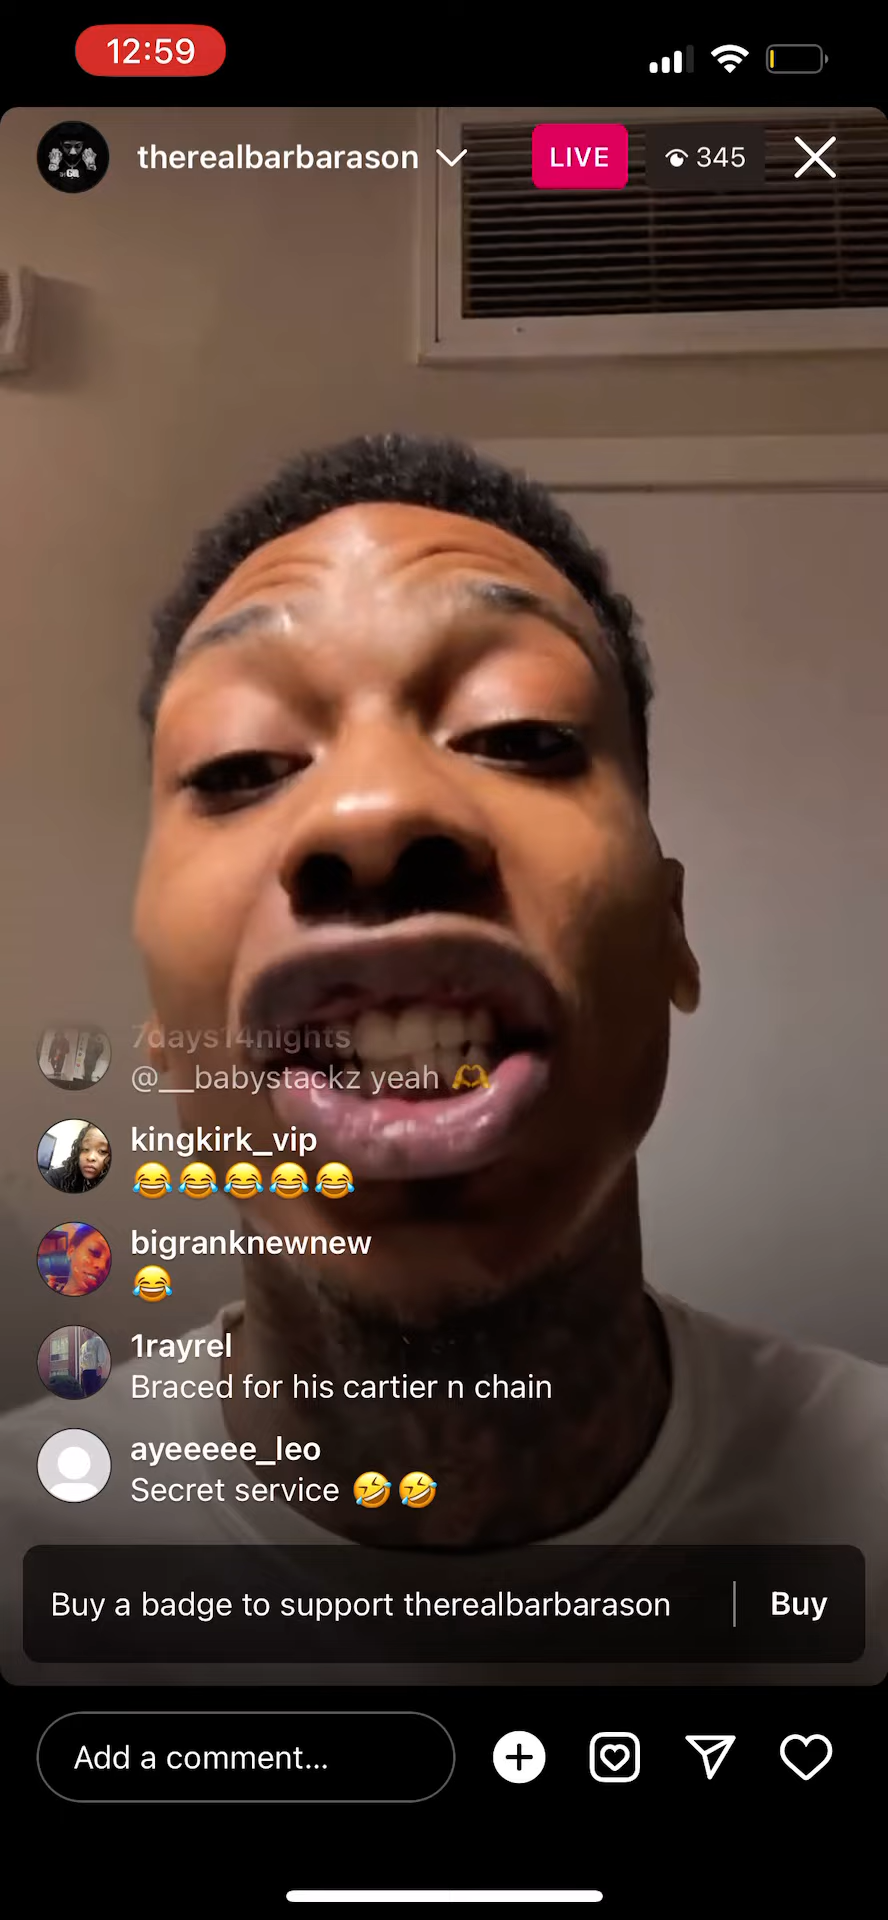 12:59
therealbarbarason
LIVE
345
7days14nights
@__babystackz yeah 🫶
kingkirk_vip
😂😂😂😂😂
bigranknewnew
😂
1rayrel
Braced for his cartier n chain
ayeeeee_leo
Secret service 🤣🤣
Buy a badge to support therealbarbarason
Buy
Add a comment...